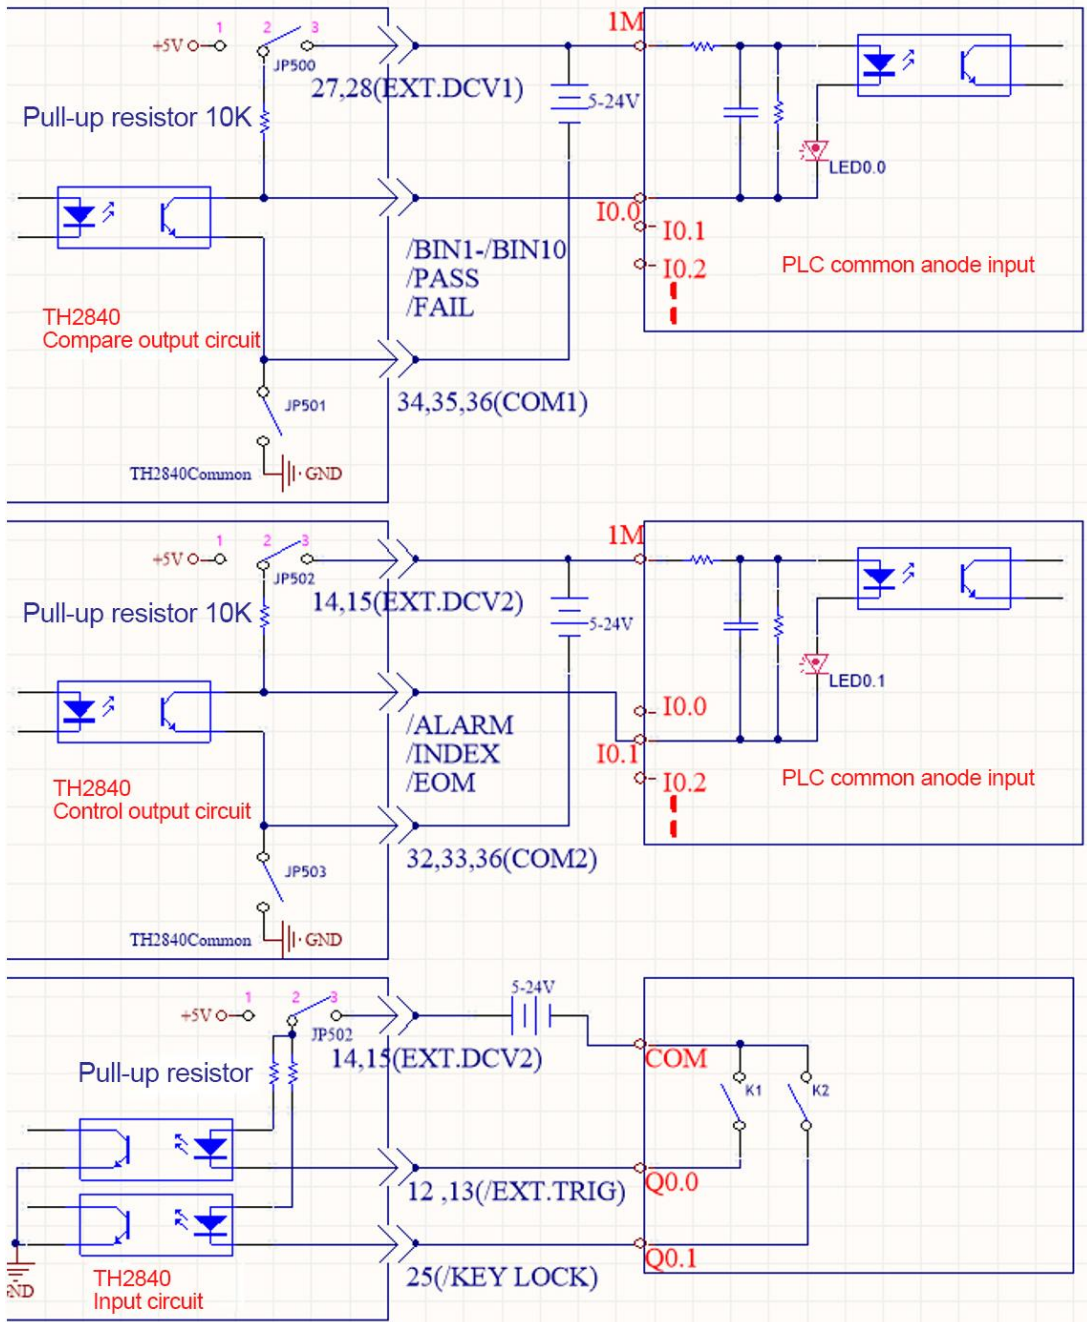 1 2 3
+5V
JP500
1M
27,28(EXT.DCV1)
5-24V
Pull-up resistor 10K
LED0.0
I0.0
I0.1
I0.2
/BIN1-/BIN10
/PASS
/FAIL
PLC common anode input
TH2840
Compare output circuit
34,35,36(COM1)
JP501
TH2840Common
GND
1 2 3
+5V
JP502
1M
14,15(EXT.DCV2)
5-24V
Pull-up resistor 10K
LED0.1
I0.0
I0.1
I0.2
/ALARM
/INDEX
/EOM
PLC common anode input
TH2840
Control output circuit
32,33,36(COM2)
JP503
TH2840Common
GND
5-24V
1 2 3
+5V
JP502
14,15(EXT.DCV2)
COM
Pull-up resistor
K1
K2
12 ,13(/EXT.TRIG)
Q0.0
Q0.1
25(/KEY LOCK)
TH2840
Input circuit
ND